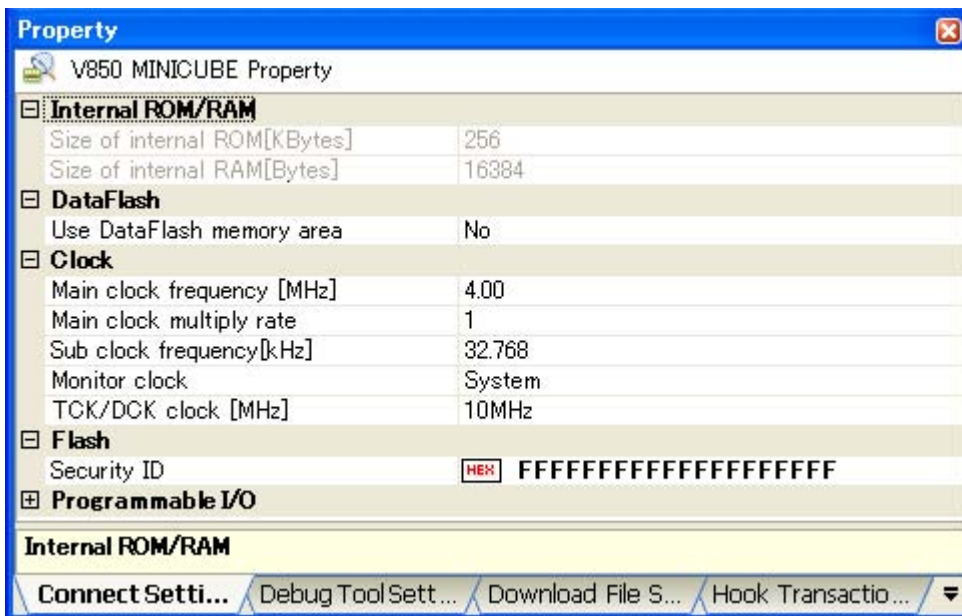 Property
V850 MINICUBE Property
Internal ROM/RAM
Size of internal ROM[KBytes] 256
Size of internal RAM[Bytes] 16384
DataFlash
Use DataFlash memory area No
Clock
Main clock frequency [MHz] 4.00
Main clock multiply rate 1
Sub clock frequency[kHz] 32.768
Monitor clock System
TCK/DCK clock [MHz] 10MHz
Flash
Security ID HEX FFFFFFFFFFFFFFFFFFFF
Programmable I/O
Internal ROM/RAM
Connect Setti... Debug Tool Sett... Download File S... Hook Transactio...